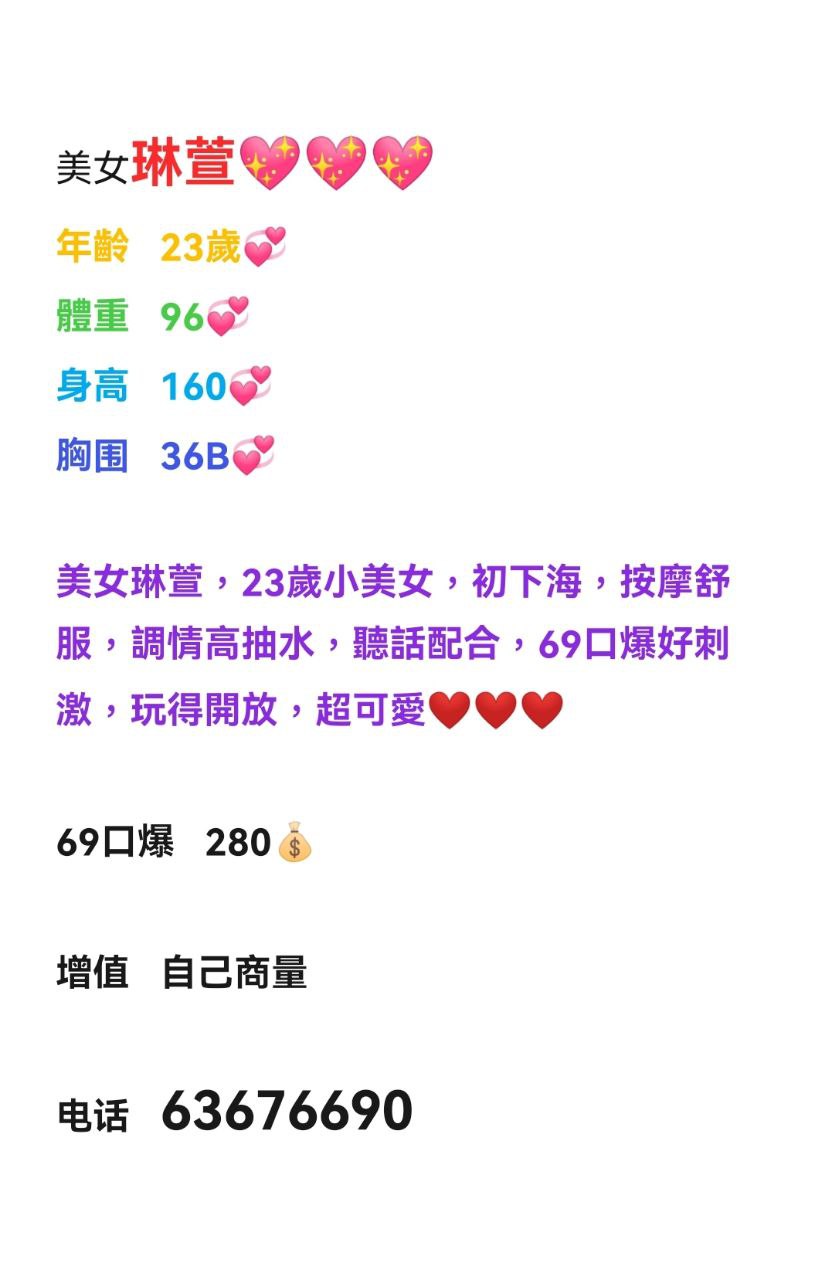 美女琳萱💖💖💖
年齡 23歲💞
體重 96💞
身高 160💞
胸围 36B💞
美女琳萱，23歲小美女，初下海，按摩舒
服，調情高抽水，聽話配合，69口爆好刺
激，玩得開放，超可愛❤️❤️❤️
69口爆 280💰
增值 自己商量
电话 63676690